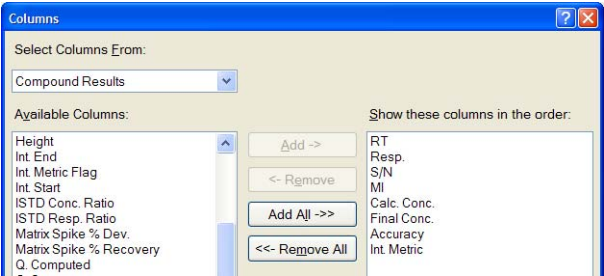 Columns
Select Columns From:
Compound Results
Available Columns:
Height
Int. End
Int. Metric Flag
Int. Start
ISTD Conc. Ratio
ISTD Resp. Ratio
Matrix Spike % Dev.
Matrix Spike % Recovery
Q. Computed
Add ->
<- Remove
Add All ->>
<<- Remove All
Show these columns in the order:
RT
Resp.
S/N
MI
Calc. Conc.
Final Conc.
Accuracy
Int. Metric